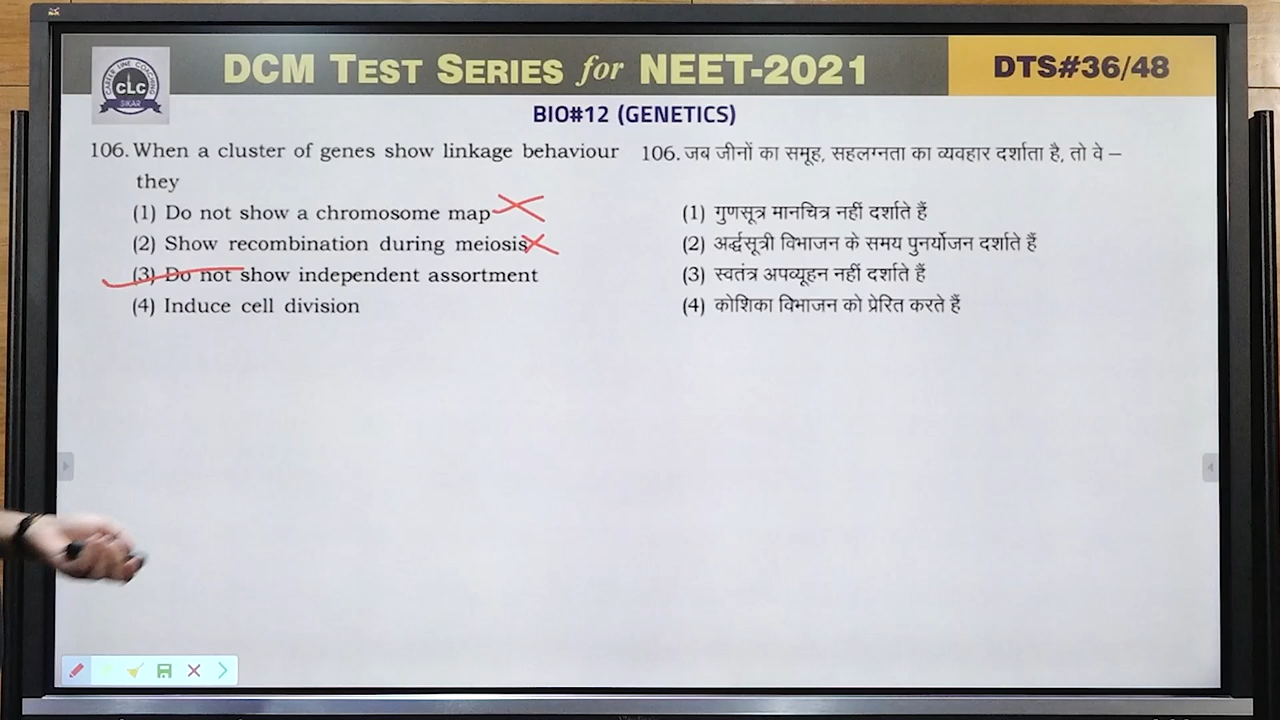 CAREER LINE COACHING
CLC
SIKAR
DCM TEST SERIES for NEET-2021
DTS#36/48
BIO#12 (GENETICS)
106. When a cluster of genes show linkage behaviour
they
(1) Do not show a chromosome map
(2) Show recombination during meiosis
(3) Do not show independent assortment
(4) Induce cell division
106. जब जीनों का समूह, सहलग्नता का व्यवहार दर्शाता है, तो वे –
(1) गुणसूत्र मानचित्र नहीं दर्शाते हैं
(2) अर्द्धसूत्री विभाजन के समय पुनर्योजन दर्शाते हैं
(3) स्वतंत्र अपव्यूहन नहीं दर्शाते हैं
(4) कोशिका विभाजन को प्रेरित करते हैं